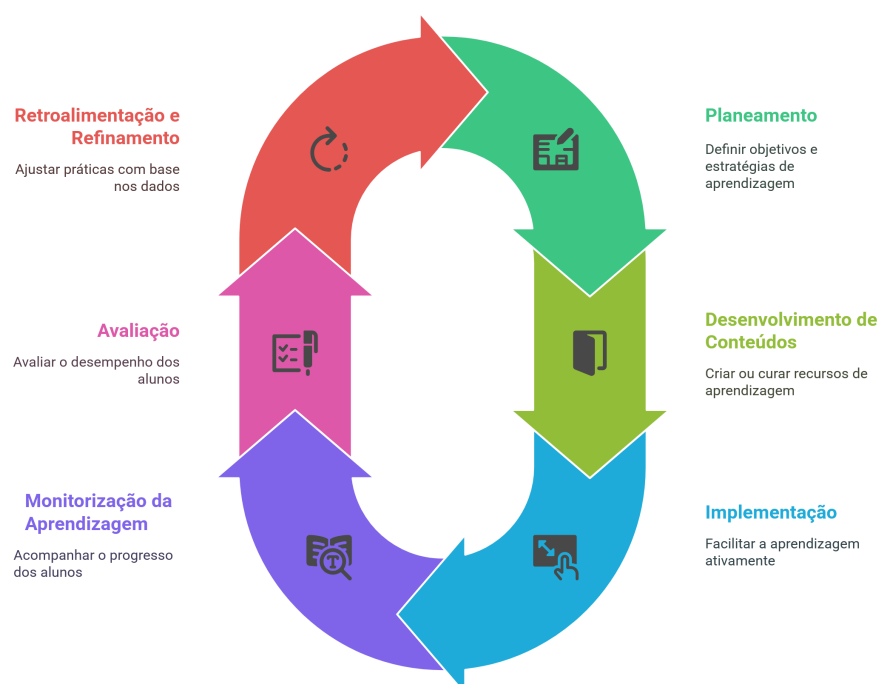 Retroalimentação e
Refinamento
Ajustar práticas com base
nos dados
Planeamento
Definir objetivos e
estratégias de
aprendizagem
Avaliação
Avaliar o desempenho dos
alunos
Desenvolvimento de
Conteúdos
Criar ou curar recursos de
aprendizagem
Monitorização da
Aprendizagem
Acompanhar o progresso
dos alunos
Implementação
Facilitar a aprendizagem
ativamente